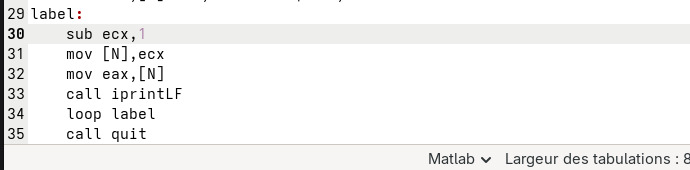 29 label:
30 sub ecx,1
31 mov [N],ecx
32 mov eax,[N]
33 call iprintLF
34 loop label
35 call quit
Matlab Largeur des tabulations : 8